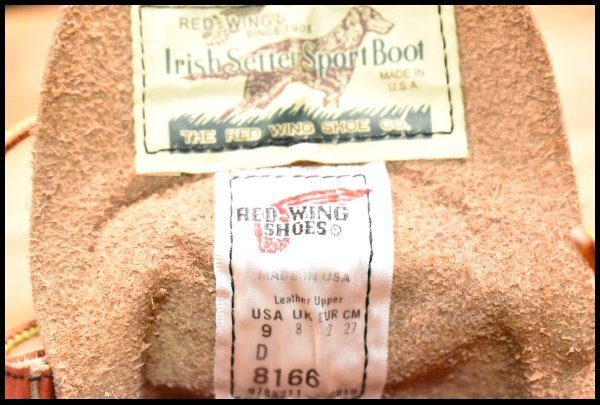 RED WING'S
SINCE 1905
Irish Setter Sport Boot
MADE IN
U.S.A.
THE RED WING SHOE CO.
RED WING
SHOES
MADE IN USA
Leather Upper
USA UK EUR CM
9 8 27
D
8166